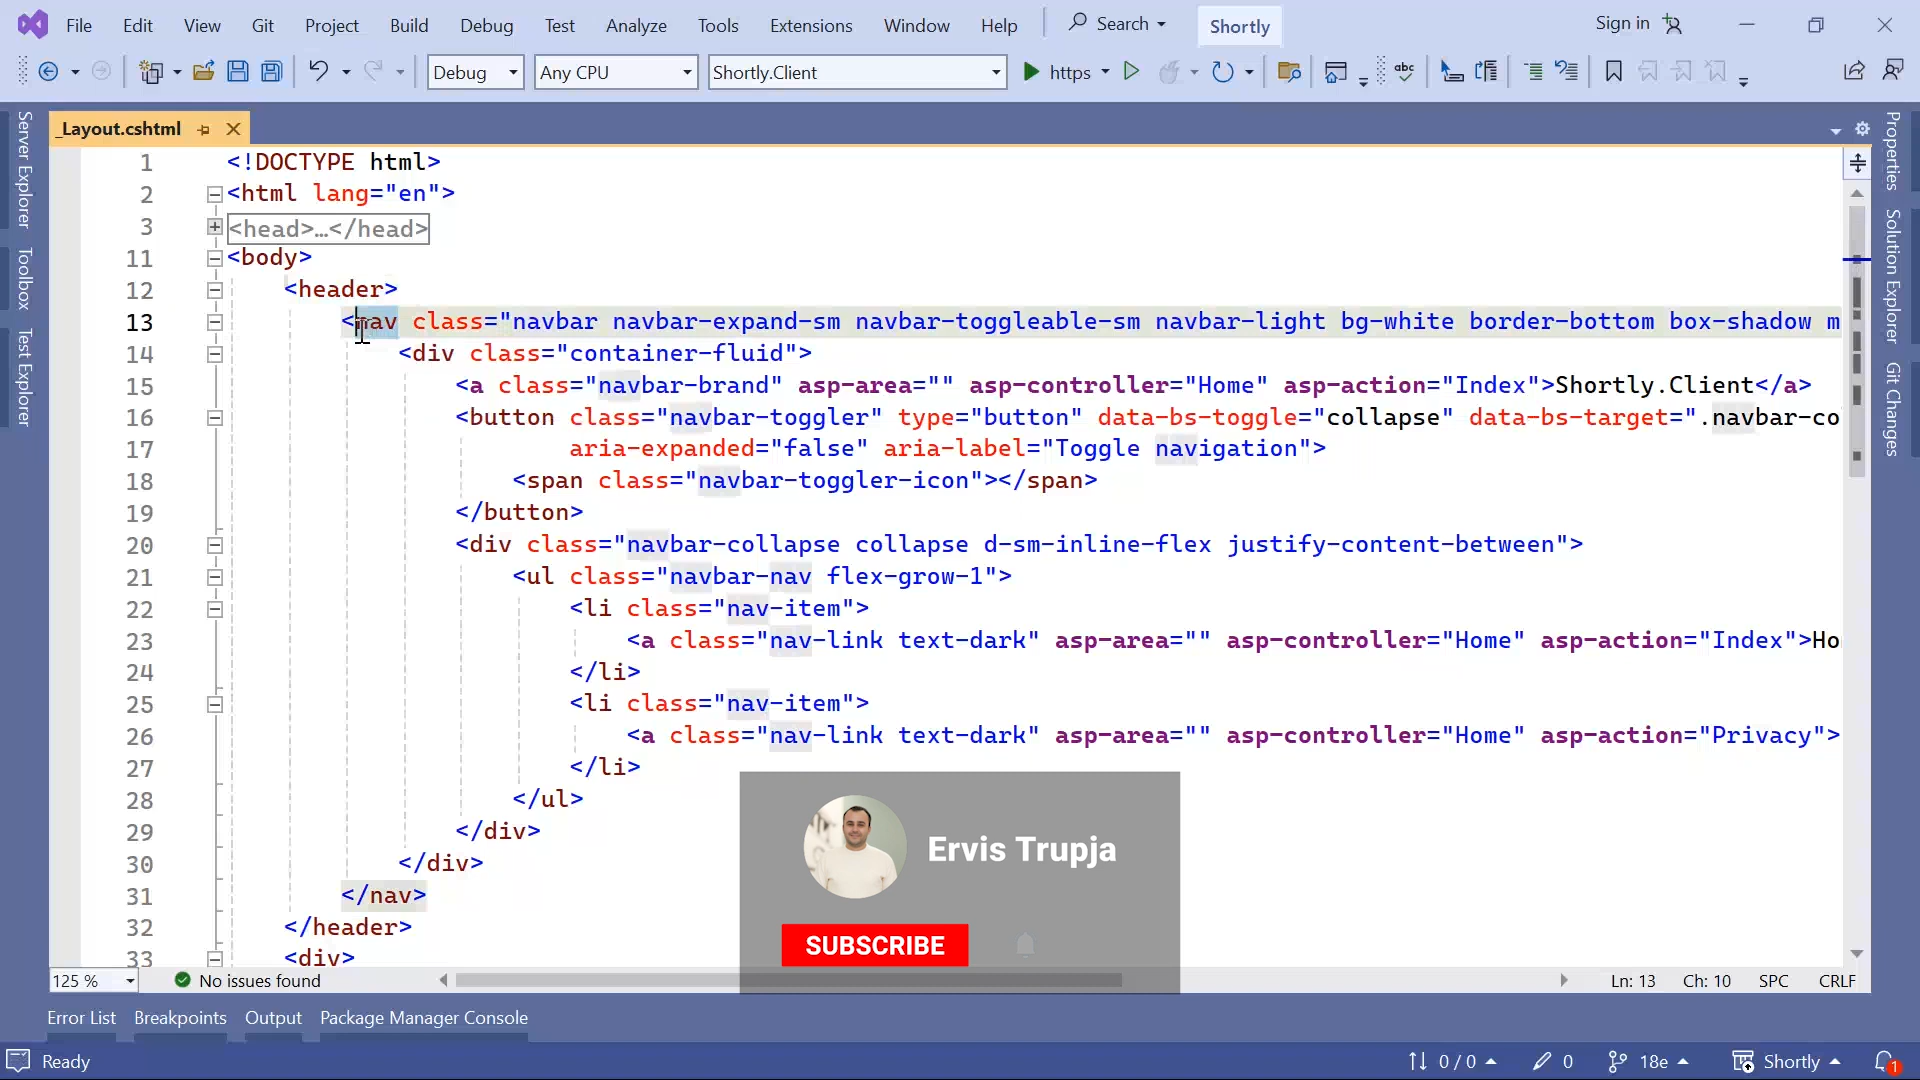 File Edit View Git Project Build Debug Test Analyze Tools Extensions Window Help Search Shortly Sign in
Debug Any CPU Shortly.Client https abc
_Layout.cshtml
Server Explorer
Toolbox
Test Explorer
1 <!DOCTYPE html>
2 <html lang="en">
3 <head>...</head>
11 <body>
12 <header>
13 <nav class="navbar navbar-expand-sm navbar-toggleable-sm navbar-light bg-white border-bottom box-shadow m
14 <div class="container-fluid">
15 <a class="navbar-brand" asp-area="" asp-controller="Home" asp-action="Index">Shortly.Client</a>
16 <button class="navbar-toggler" type="button" data-bs-toggle="collapse" data-bs-target=".navbar-co
17 aria-expanded="false" aria-label="Toggle navigation">
18 <span class="navbar-toggler-icon"></span>
19 </button>
20 <div class="navbar-collapse collapse d-sm-inline-flex justify-content-between">
21 <ul class="navbar-nav flex-grow-1">
22 <li class="nav-item">
23 <a class="nav-link text-dark" asp-area="" asp-controller="Home" asp-action="Index">Ho
24 </li>
25 <li class="nav-item">
26 <a class="nav-link text-dark" asp-area="" asp-controller="Home" asp-action="Privacy">
27 </li>
28 </ul>
29 </div>
30 </div>
31 </nav>
32 </header>
33 <div>
Properties
Solution Explorer
Git Changes
Ervis Trupja
SUBSCRIBE
125 % No issues found Ln: 13 Ch: 10 SPC CRLF
Error List Breakpoints Output Package Manager Console
Ready 0 / 0 0 18e Shortly 1